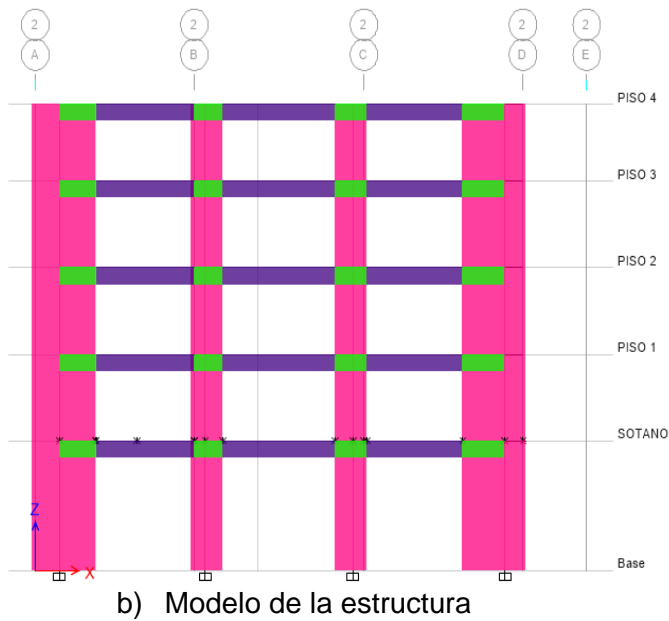 2 2 2 2 2
A B C D E
PISO 4
PISO 3
PISO 2
PISO 1
SOTANO
Z
X
Base
b) Modelo de la estructura